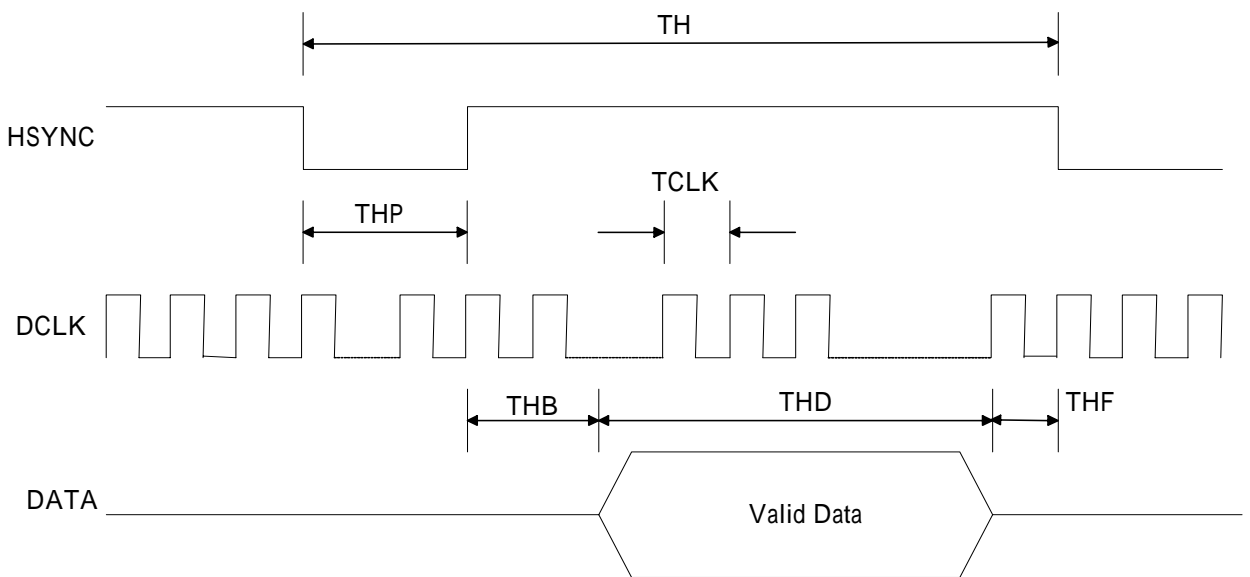 TH
HSYNC
TCLK
THP
DCLK
THB THD THF
DATA
Valid Data